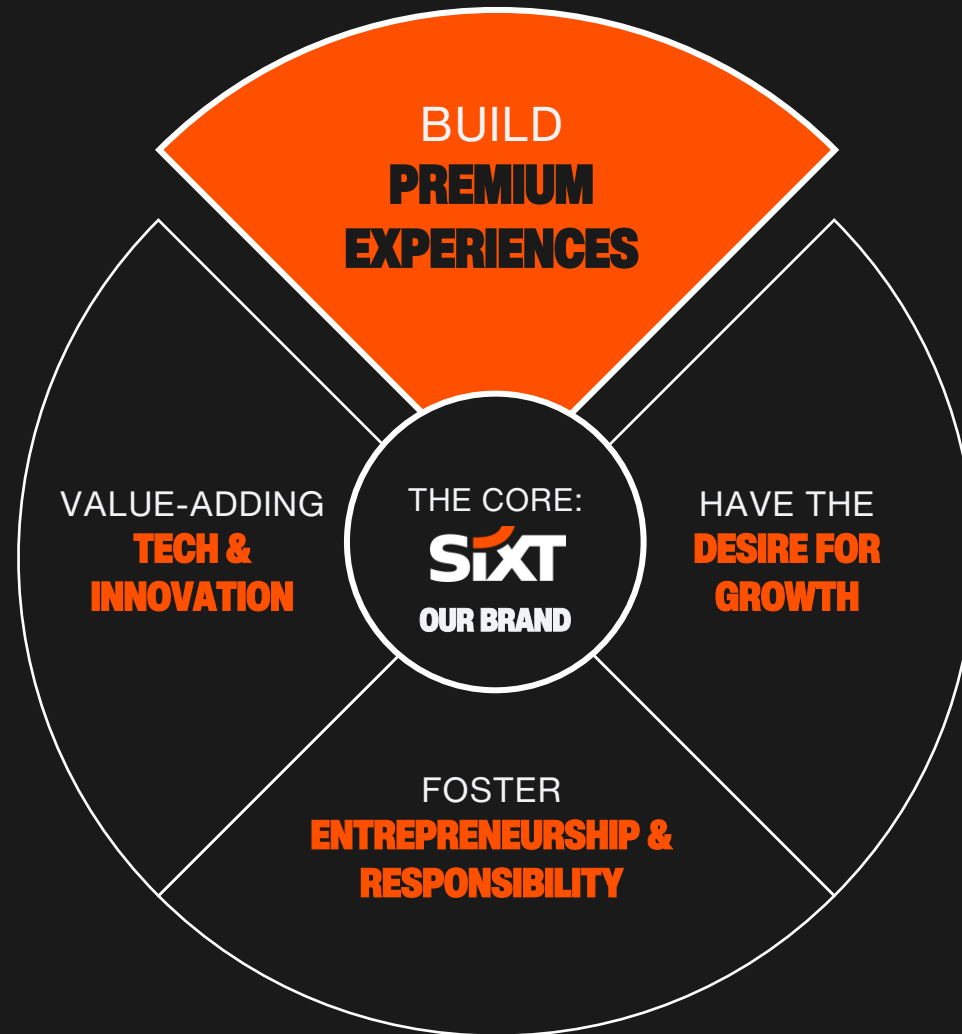 BUILD
PREMIUM
EXPERIENCES
VALUE-ADDING
TECH &
INNOVATION
THE CORE:
SIXT
OUR BRAND
HAVE THE
DESIRE FOR
GROWTH
FOSTER
ENTREPRENEURSHIP &
RESPONSIBILITY